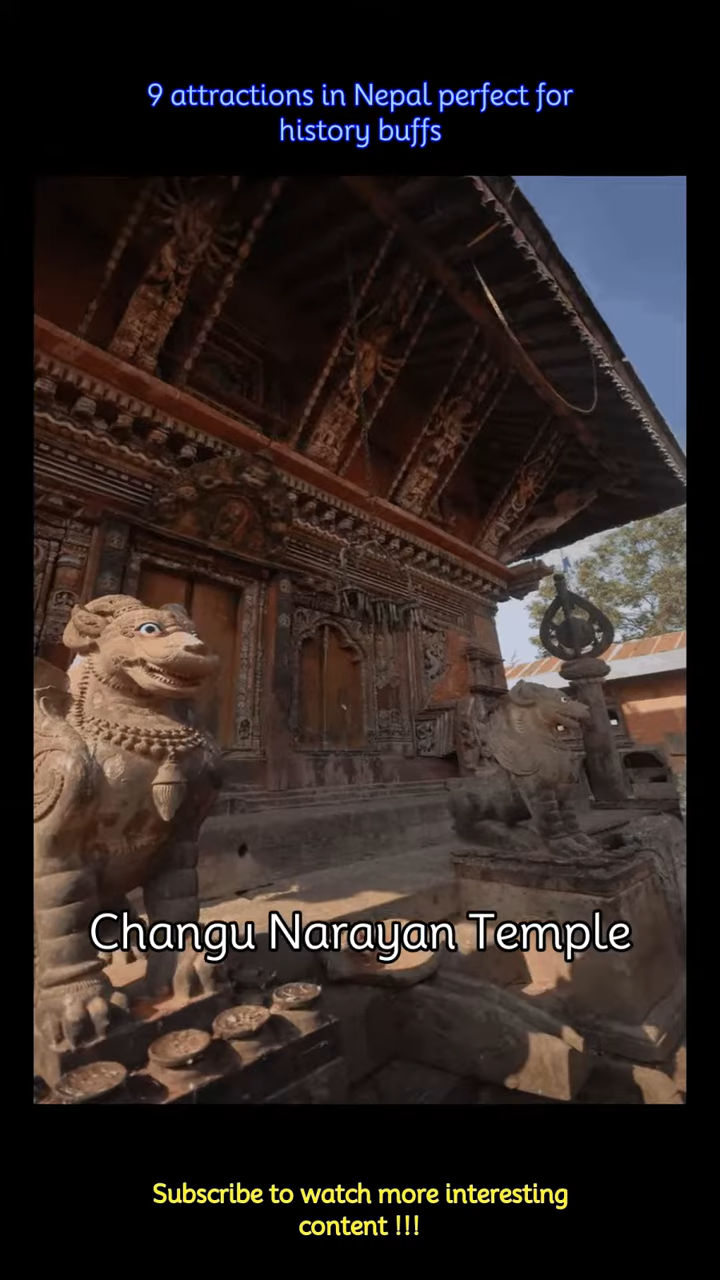 9 attractions in Nepal perfect for
history buffs
Changu Narayan Temple
Subscribe to watch more interesting
content !!!